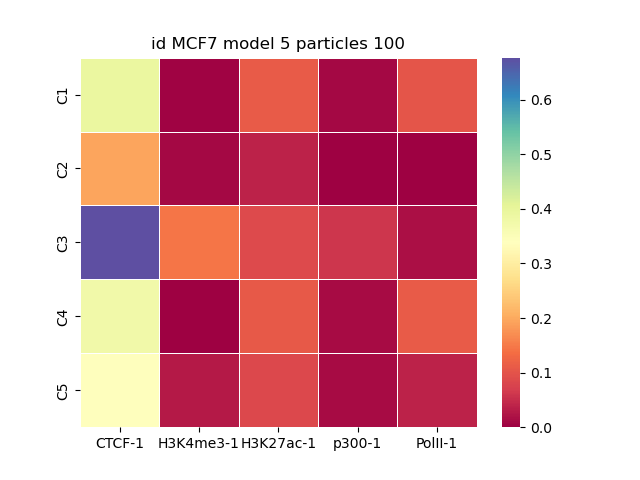 id MCF7 model 5 particles 100
C1
C2
C3
C4
C5
CTCF-1 H3K4me3-1 H3K27ac-1 p300-1 PolII-1
0.6
0.5
0.4
0.3
0.2
0.1
0.0